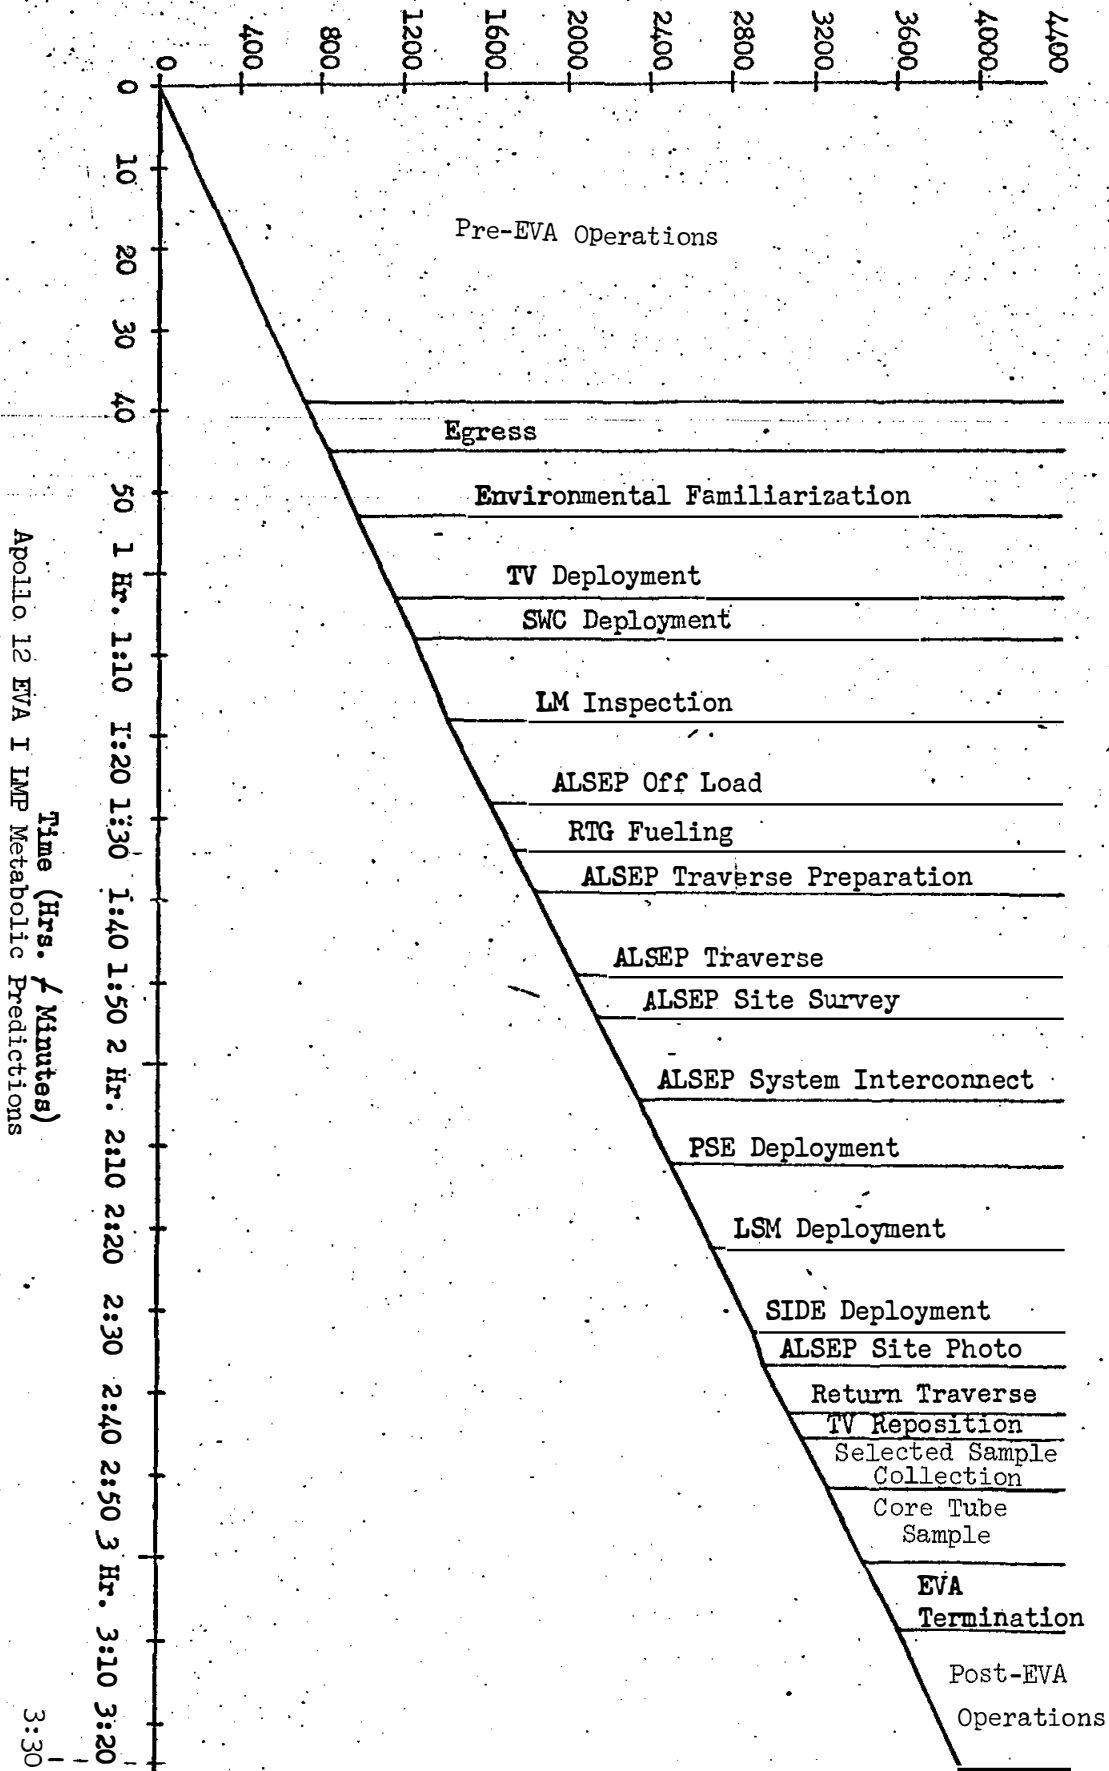 0
400
800
1200
1600
2000
2400
2800
3200
3600
4000
4400
Pre-EVA Operations
Egress
Environmental Familiarization
TV Deployment
SWC Deployment
LM Inspection
ALSEP Off Load
RTG Fueling
ALSEP Traverse Preparation
ALSEP Traverse
ALSEP Site Survey
ALSEP System Interconnect
PSE Deployment
LSM Deployment
SIDE Deployment
ALSEP Site Photo
Return Traverse
TV Reposition
Selected Sample
Collection
Core Tube
Sample
EVA
Termination
Post-EVA
Operations
0 10 20 30 40 50 1 Hr. 1:10 1:20 1:30 1:40 1:50 2 Hr. 2:10 2:20 2:30 2:40 2:50 3 Hr. 3:10 3:20 3:30
Time (Hrs. / Minutes)
Apollo 12 EVA I LMP Metabolic Predictions